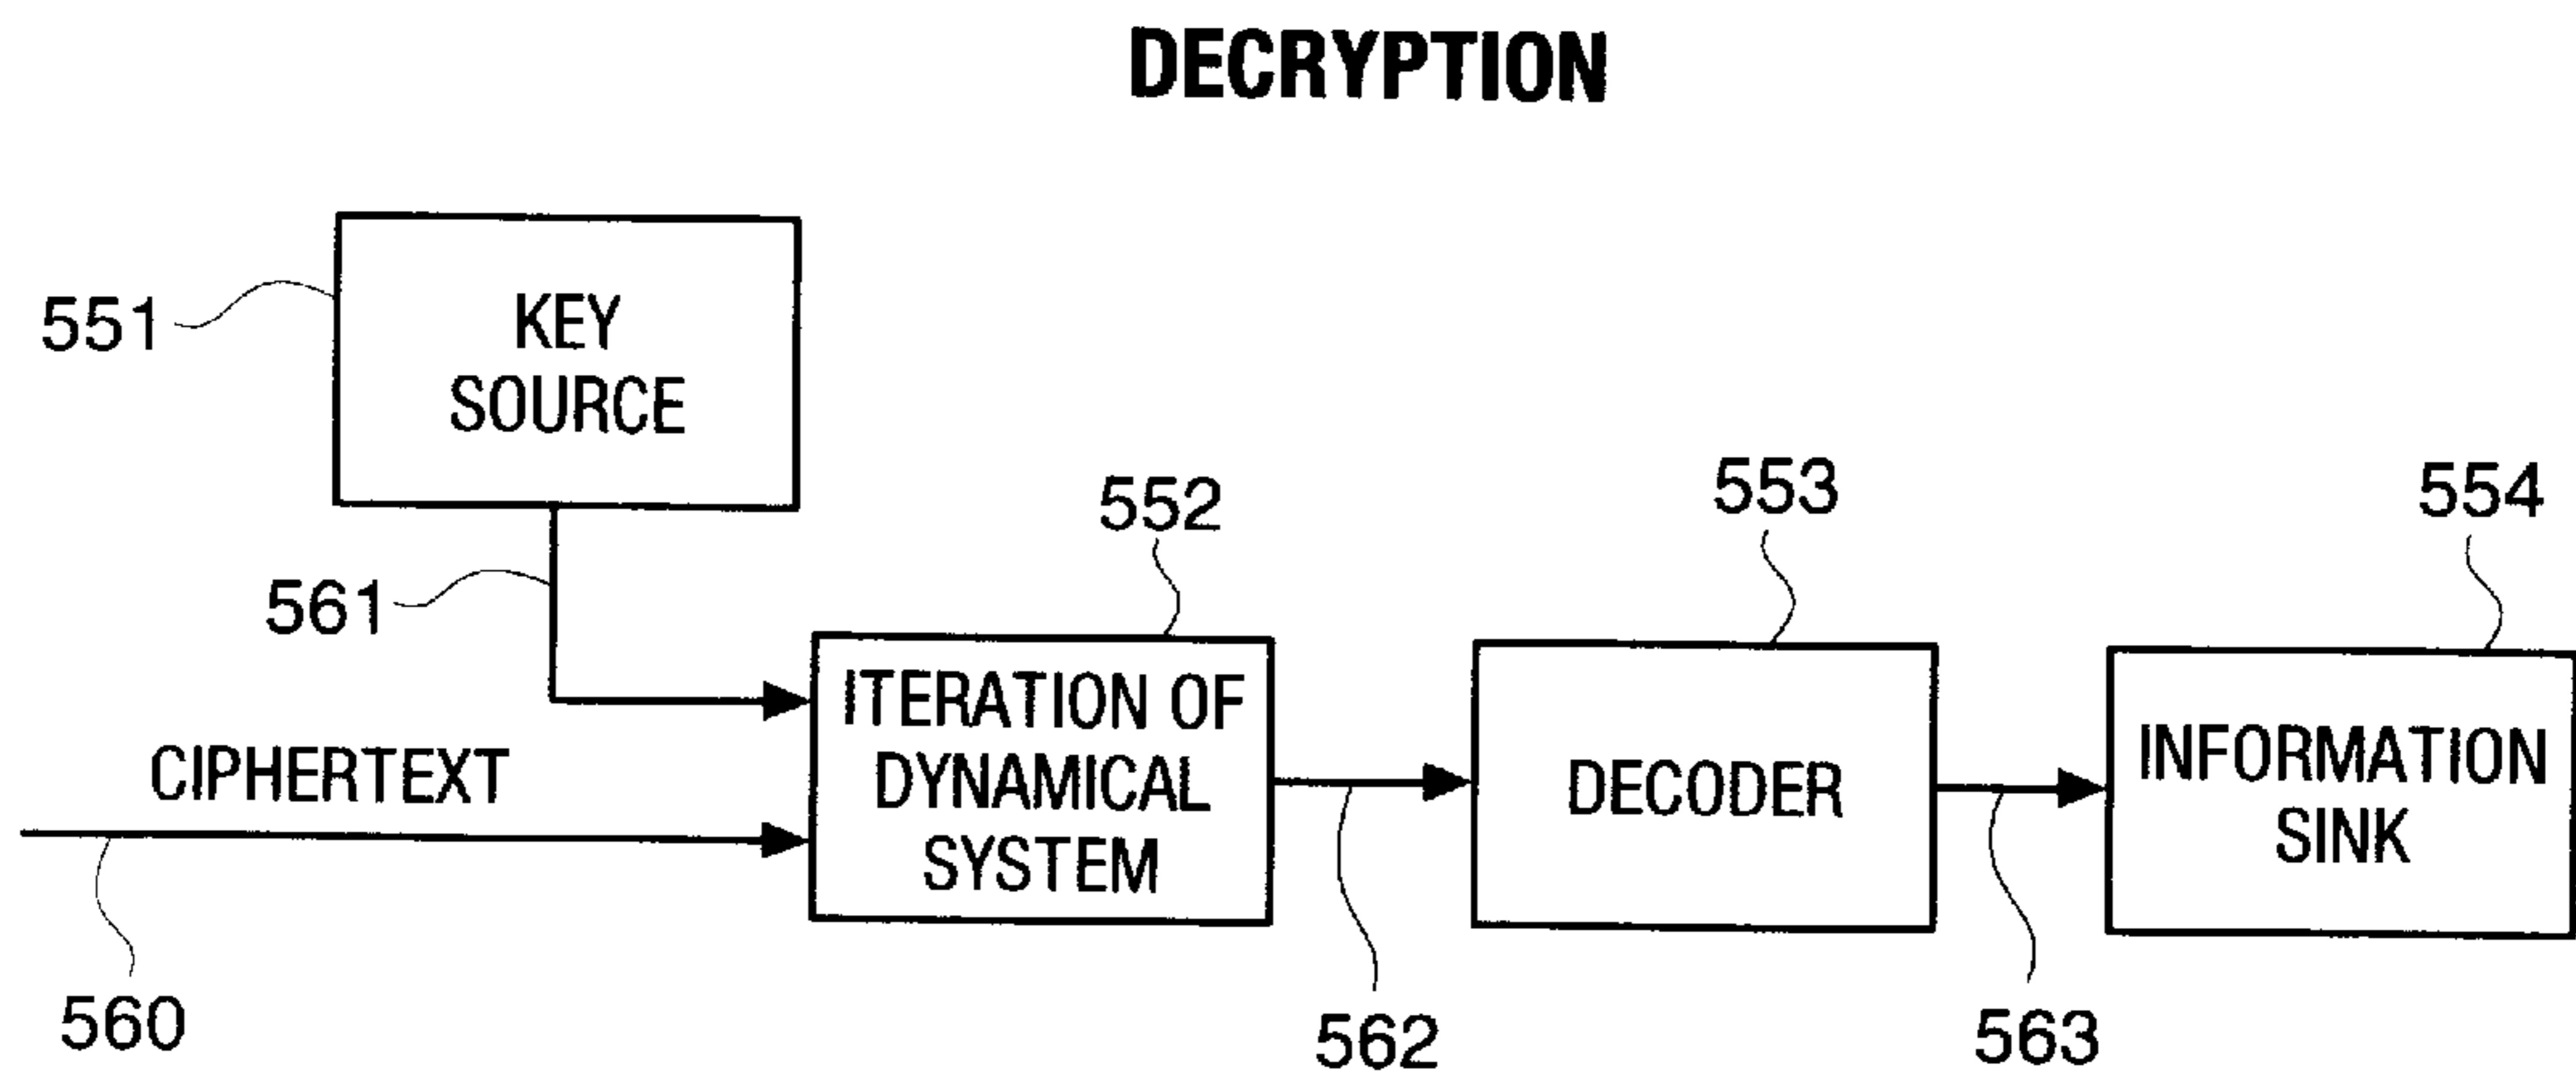 DECRYPTION
551
KEY
SOURCE
561
552
553
554
CIPHERTEXT
ITERATION OF
DYNAMICAL
SYSTEM
DECODER
INFORMATION
SINK
560
562
563